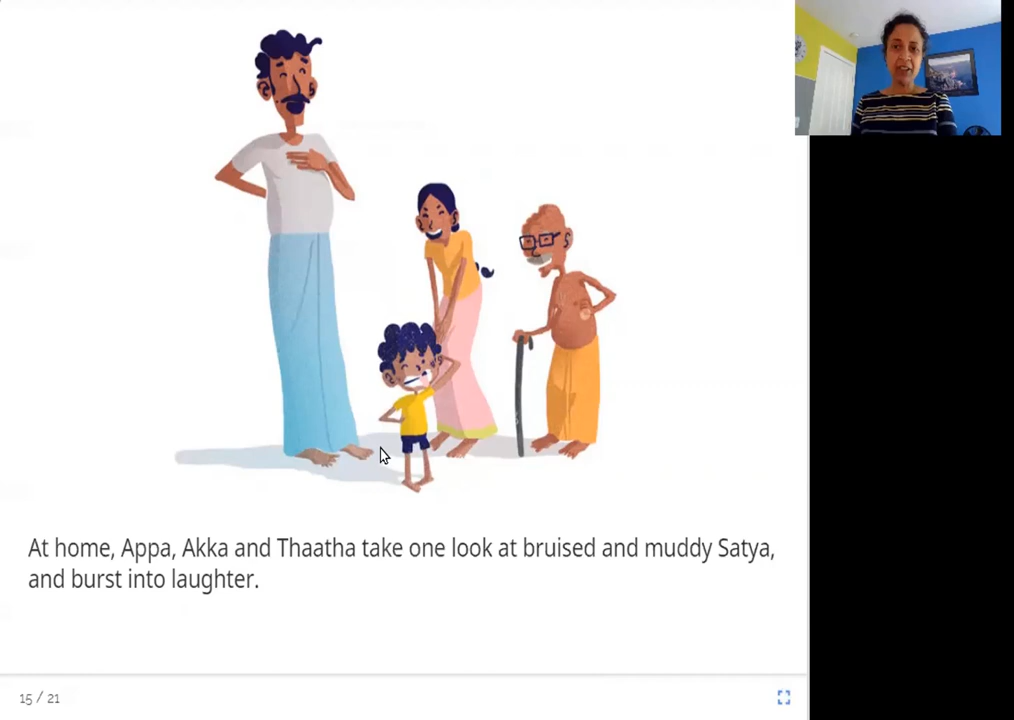 At home, Appa, Akka and Thaatha take one look at bruised and muddy Satya,
and burst into laughter.
15 / 21